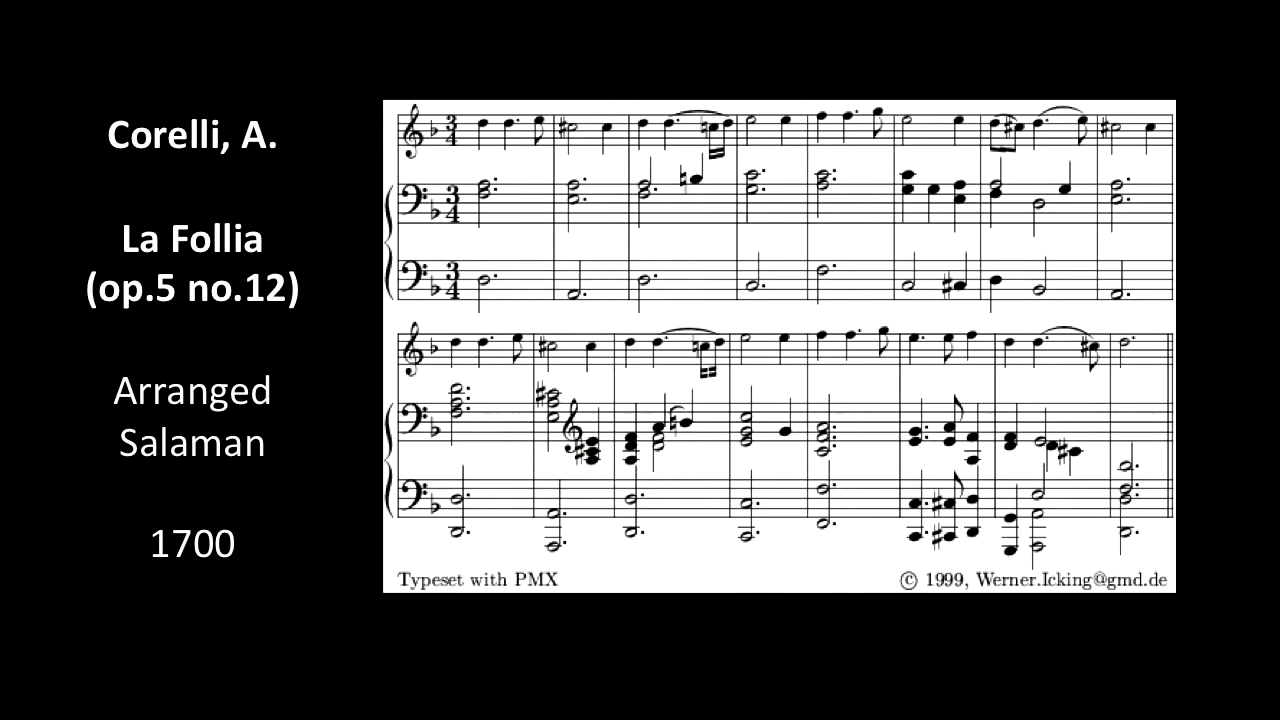 Corelli, A.
La Follia
(op.5 no.12)
Arranged
Salaman
1700
Typeset with PMX
© 1999, Werner.Icking@gmd.de